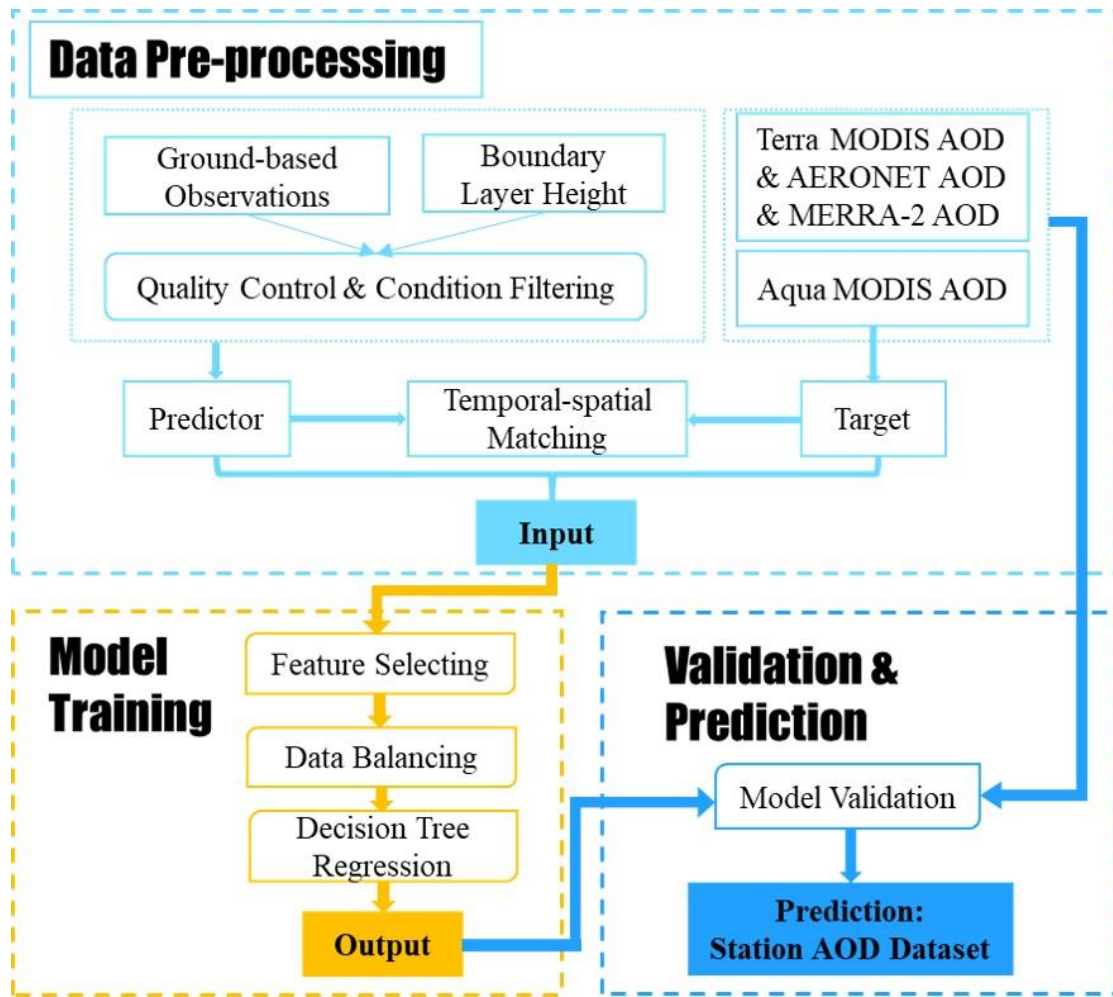 Data Pre-processing
Ground-based
Observations
Boundary
Layer Height
Quality Control & Condition Filtering
Terra MODIS AOD
& AERONET AOD
& MERRA-2 AOD
Aqua MODIS AOD
Predictor
Temporal-spatial
Matching
Target
Input
Model
Training
Feature Selecting
Data Balancing
Decision Tree
Regression
Output
Validation &
Prediction
Model Validation
Prediction:
Station AOD Dataset